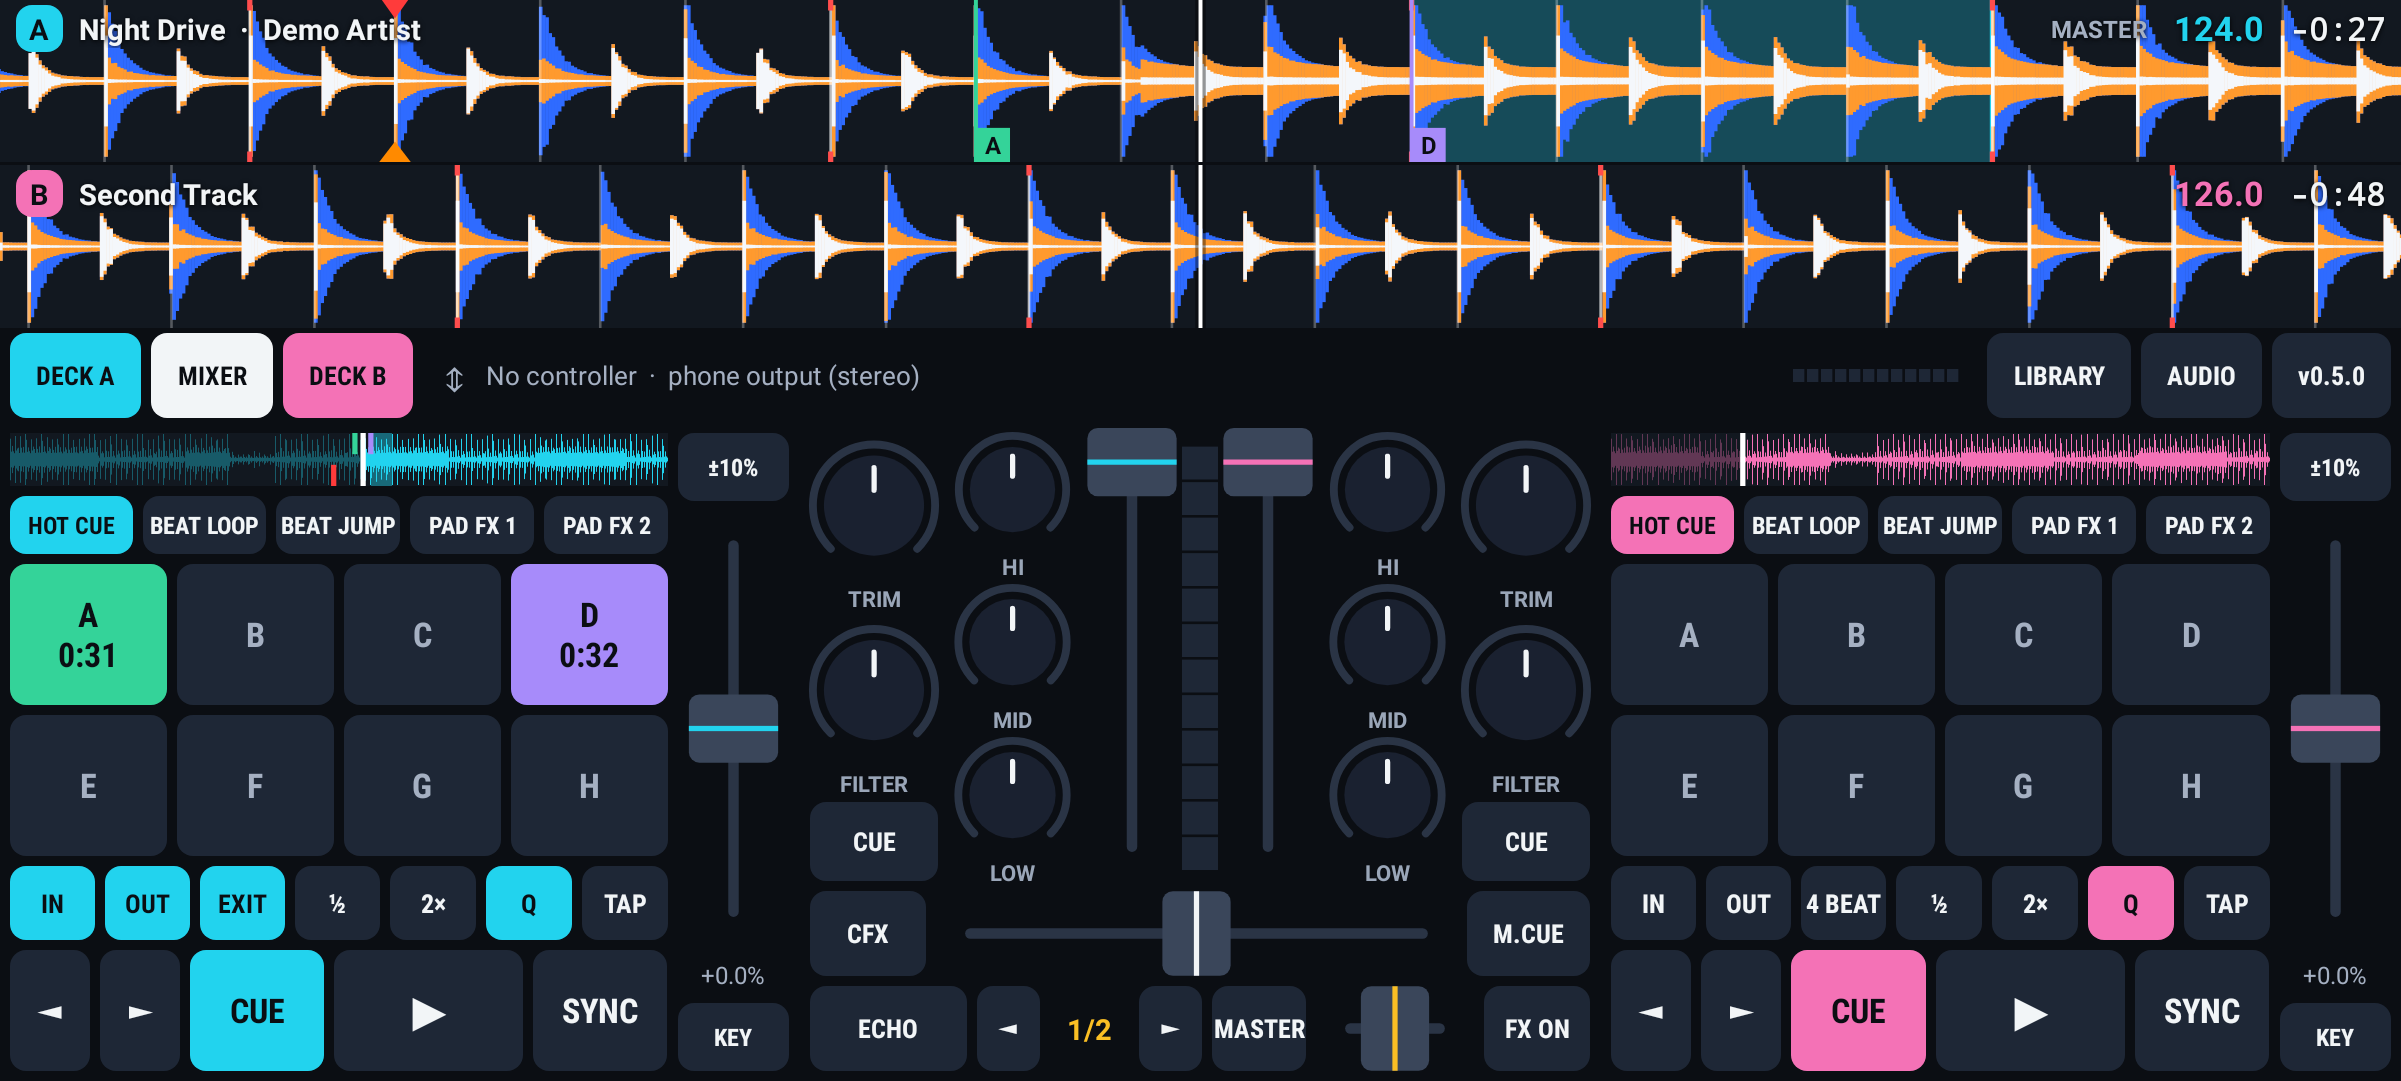 A Night Drive · Demo Artist MASTER 124.0 -0:27
A D
B Second Track 126.0 -0:48
DECK A MIXER DECK B No controller · phone output (stereo) LIBRARY AUDIO v0.5.0
±10% ±10%
HOT CUE BEAT LOOP BEAT JUMP PAD FX 1 PAD FX 2 HOT CUE BEAT LOOP BEAT JUMP PAD FX 1 PAD FX 2
HI HI
TRIM TRIM
A B C D A B C D
0:31 0:32
MID MID
FILTER FILTER
E F G H E F G H
CUE CUE
LOW LOW
IN OUT EXIT ½ 2× Q TAP IN OUT 4 BEAT ½ 2× Q TAP
CFX M.CUE
+0.0% +0.0%
◄ ► CUE ▶ SYNC ◄ ► CUE ▶ SYNC
KEY ECHO ◄ 1/2 ► MASTER FX ON KEY